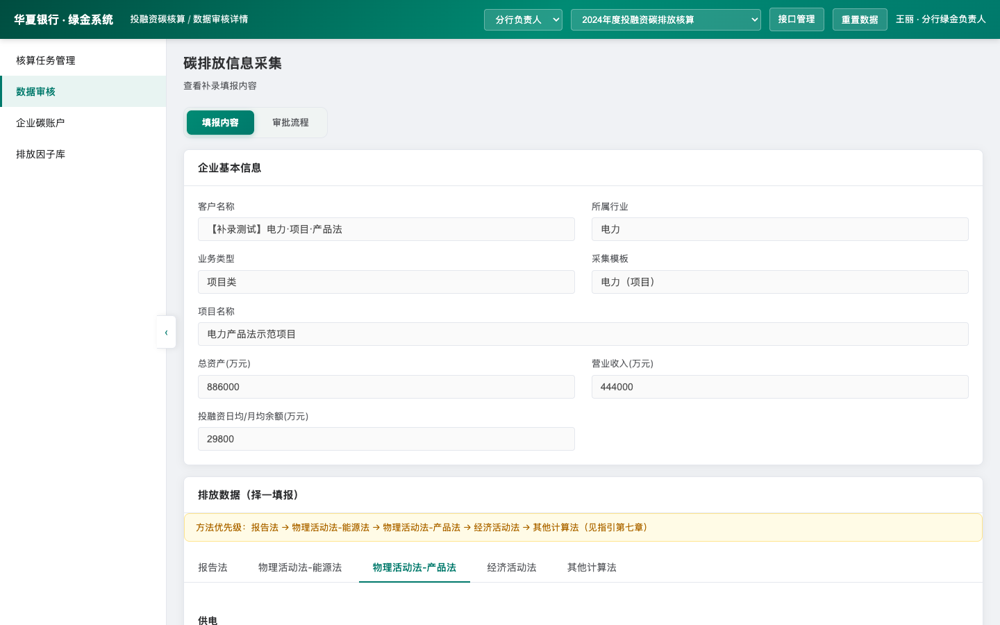 华夏银行 · 绿金系统 投融资碳核算 / 数据审核详情 分行负责人 2024年度投融资碳排放核算 接口管理 重置数据 王丽 · 分行绿金负责人
核算任务管理
数据审核
企业碳账户
排放因子库
‹
碳排放信息采集
查看补录填报内容
填报内容 审批流程
企业基本信息
客户名称 所属行业
【补录测试】电力·项目·产品法 电力
业务类型 采集模板
项目类 电力（项目）
项目名称
电力产品法示范项目
总资产(万元) 营业收入(万元)
886000 444000
投融资日均/月均余额(万元)
29800
排放数据（择一填报）
方法优先级：报告法 → 物理活动法-能源法 → 物理活动法-产品法 → 经济活动法 → 其他计算法（见指引第七章）
报告法 物理活动法-能源法 物理活动法-产品法 经济活动法 其他计算法
供电